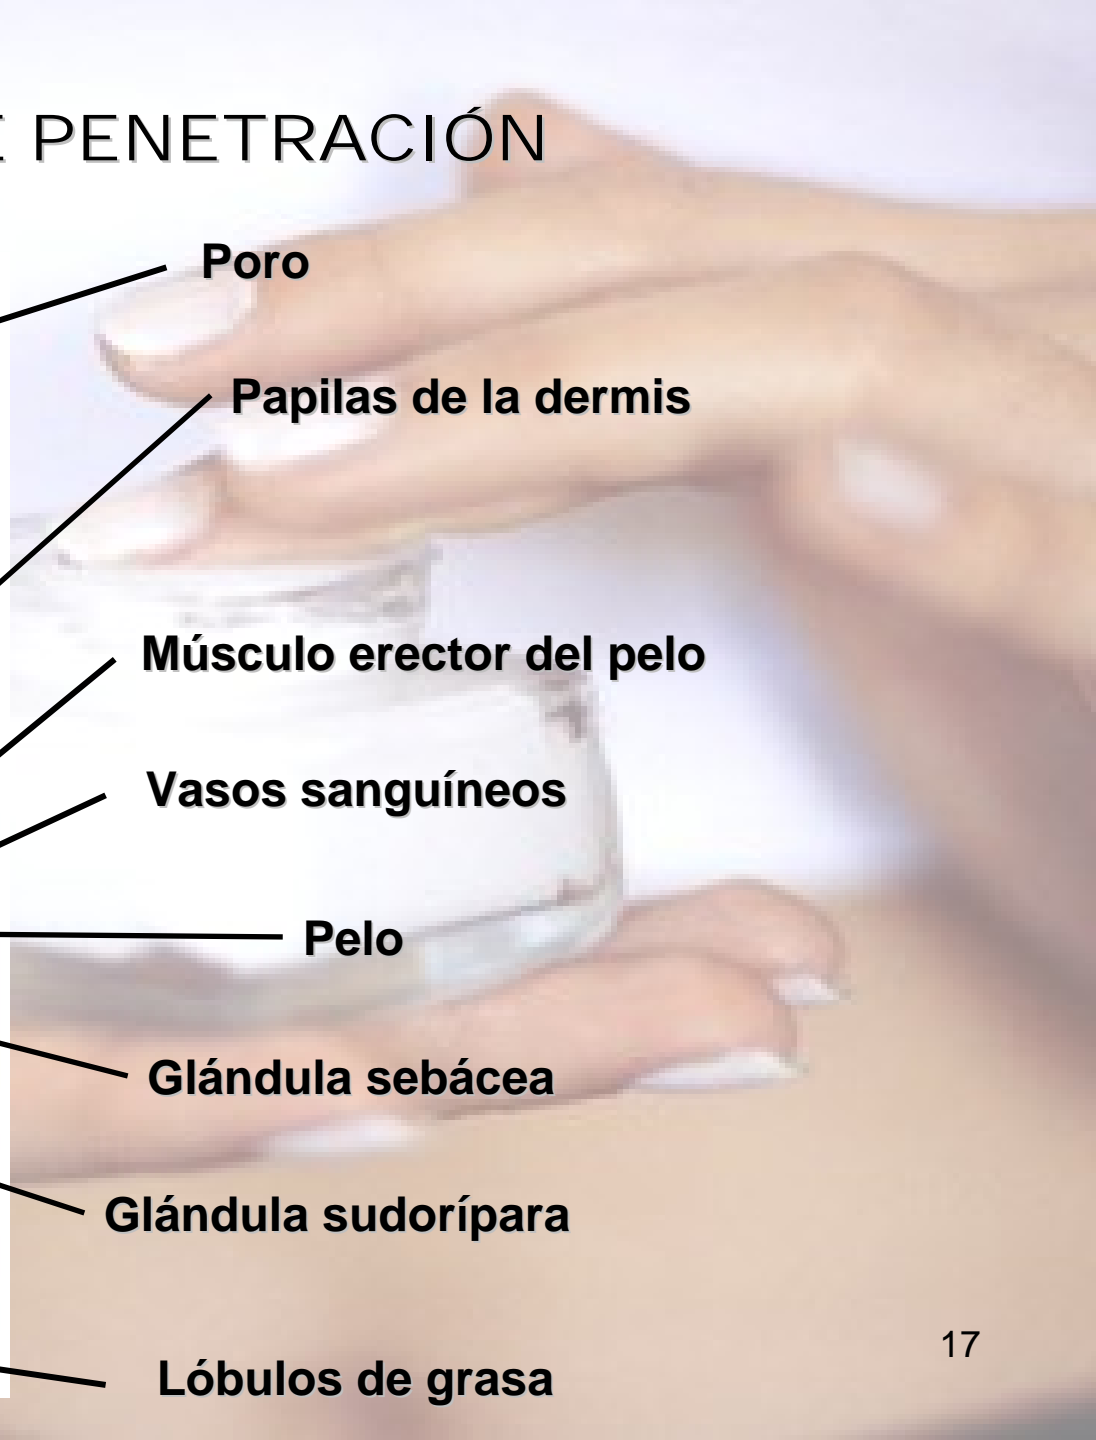 E PENETRACIÓN
Poro
Papilas de la dermis
Músculo erector del pelo
Vasos sanguíneos
Pelo
Glándula sebácea
Glándula sudorípara
17
Lóbulos de grasa